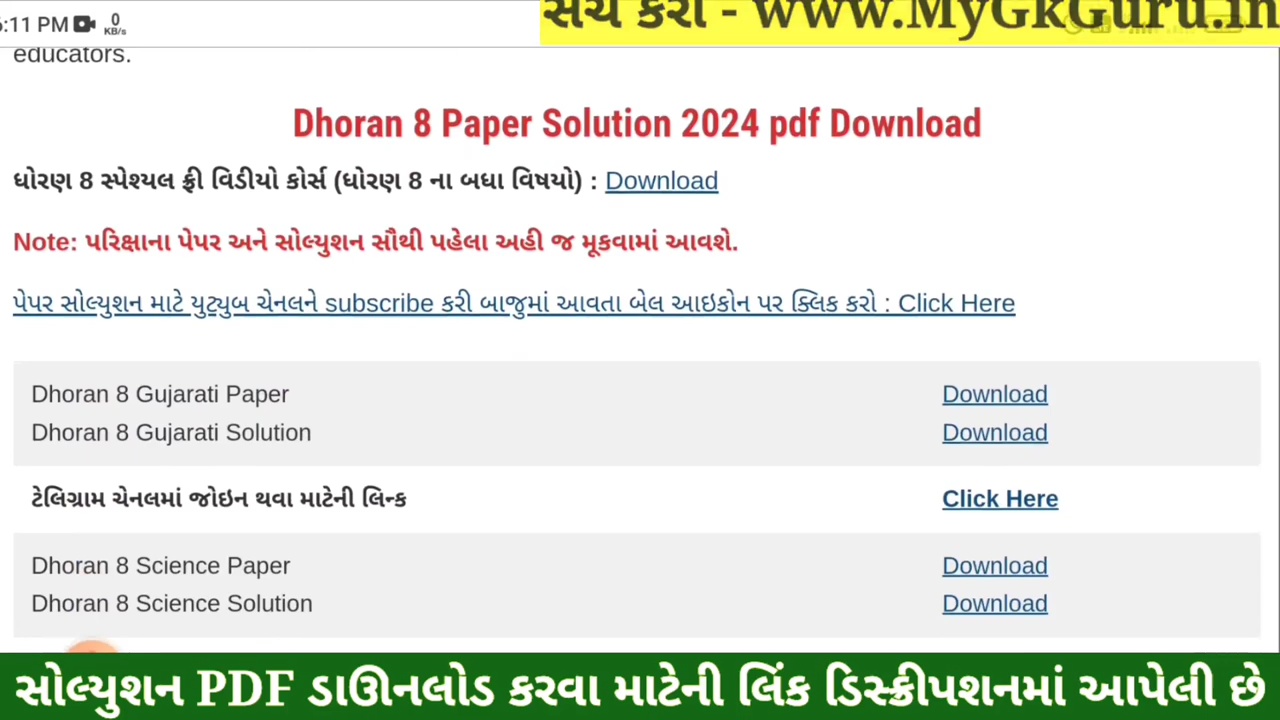 6:11 PM 0 KB/s
સર્ચ કરો - www.MyGkGuru.in
educators.
Dhoran 8 Paper Solution 2024 pdf Download
ધોરણ 8 સ્પેશ્યલ ફ્રી વિડીયો કોર્સ (ધોરણ 8 ના બધા વિષયો) : Download
Note: પરિક્ષાના પેપર અને સોલ્યુશન સૌથી પહેલા અહી જ મૂકવામાં આવશે.
પેપર સોલ્યુશન માટે યુટ્યુબ ચેનલને subscribe કરી બાજુમાં આવતા બેલ આઇકોન પર ક્લિક કરો : Click Here
Dhoran 8 Gujarati Paper Download
Dhoran 8 Gujarati Solution Download
ટેલિગ્રામ ચેનલમાં જોઇન થવા માટેની લિન્ક Click Here
Dhoran 8 Science Paper Download
Dhoran 8 Science Solution Download
સોલ્યુશન PDF ડાઊનલોડ કરવા માટેની લિંક ડિસ્ક્રીપશનમાં આપેલી છે